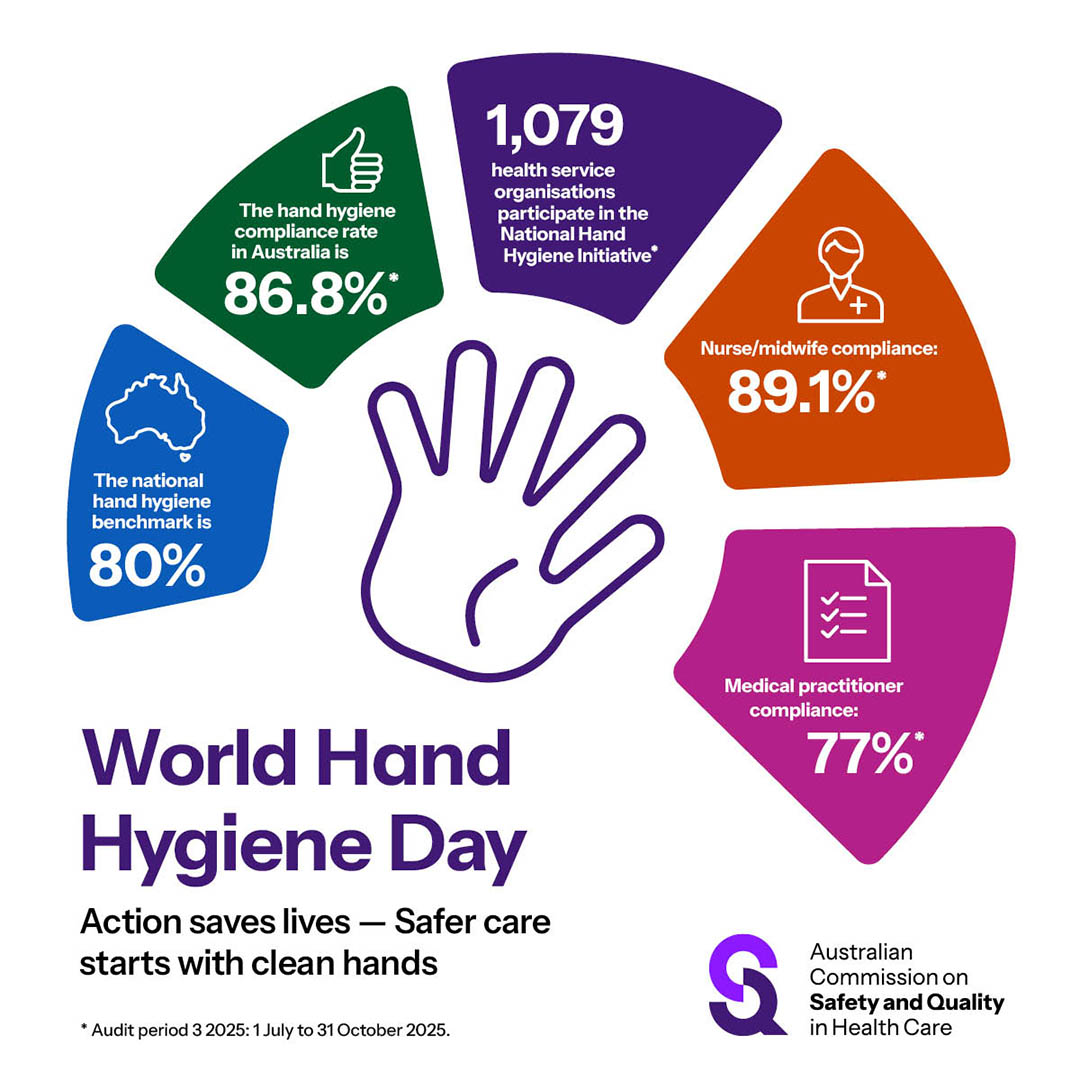 The national
hand hygiene
benchmark is
80%
The hand hygiene
compliance rate
in Australia is
86.8%*
1,079
health service
organisations
participate in the
National Hand
Hygiene Initiative*
Nurse/midwife compliance:
89.1%*
Medical practitioner
compliance:
77%*
World Hand
Hygiene Day
Action saves lives — Safer care
starts with clean hands
* Audit period 3 2025: 1 July to 31 October 2025.
Australian
Commission on
Safety and Quality
in Health Care